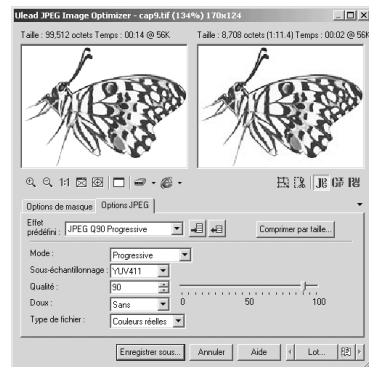 Ulead JPEG Image Optimizer - cap9.tif (134%) 170x124
Taille : 99,512 octets Temps : 00:14 @ 56K
Taille : 8,708 octets (1:11.4) Temps : 00:02 @ 56K
1:1
Options de masque Options JPEG
Effet prédéfini : JPEG Q90 Progressive Comprimer par taille...
Mode : Progressive
Sous-échantillonnage : YUV411
Qualité : 90
0 50 100
Doux : Sans
Type de fichier : Couleurs réelles
Enregistrer sous... Annuler Aide Lot...